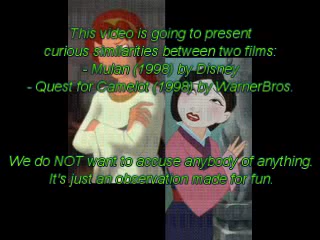 This video is going to present
curious similarities between two films:
- Mulan (1998) by Disney
- Quest for Camelot (1998) by WarnerBros.
We do NOT want to accuse anybody of anything.
It's just an observation made for fun.